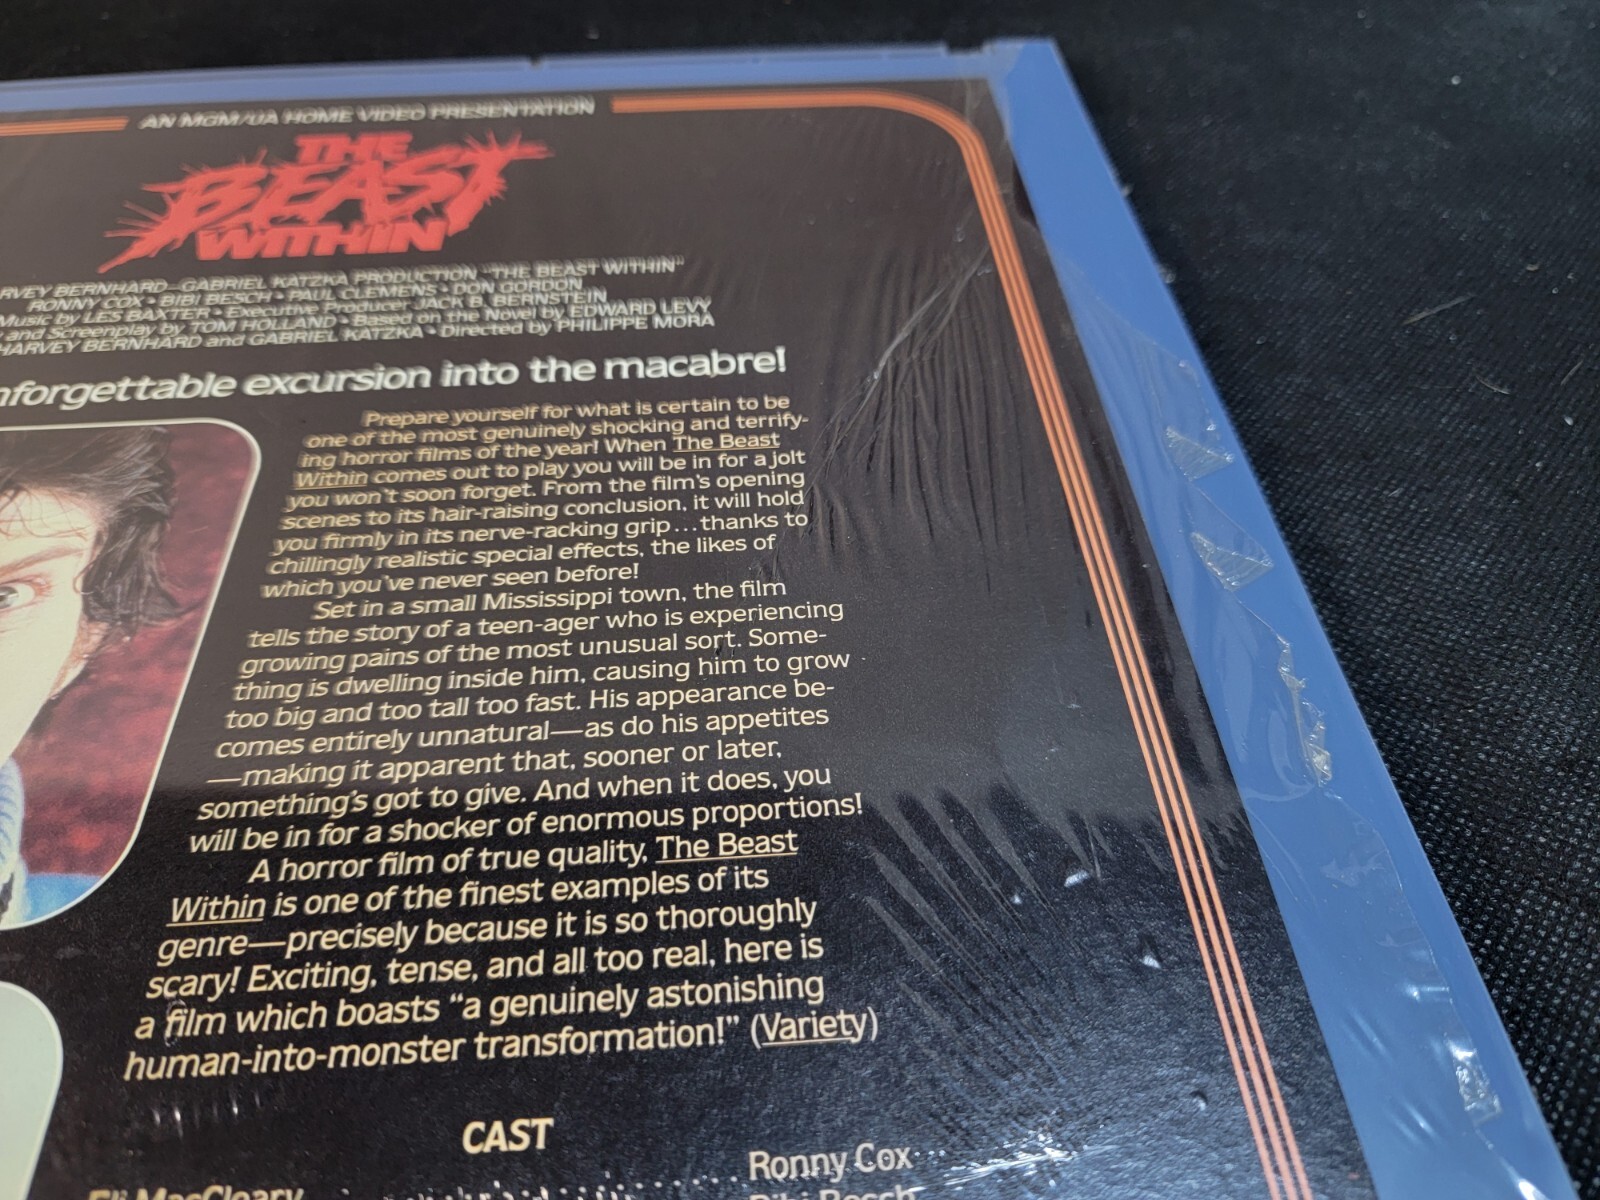 AN MGM/UA HOME VIDEO PRESENTATION
THE
BEAST
WITHIN
RVEY BERNHARD—GABRIEL KATZKA PRODUCTION "THE BEAST WITHIN"
RONNY COX • BIBI BESCH • PAUL CLEMENS • DON GORDON
Music by LES BAXTER • Executive Producer JACK B. BERNSTEIN
and Screenplay by TOM HOLLAND • Based on the Novel by EDWARD LEVY
HARVEY BERNHARD and GABRIEL KATZKA • Directed by PHILIPPE MORA
nforgettable excursion into the macabre!
Prepare yourself for what is certain to be
one of the most genuinely shocking and terrify-
ing horror films of the year! When The Beast
Within comes out to play you will be in for a jolt
you won't soon forget. From the film's opening
scenes to its hair-raising conclusion, it will hold
you firmly in its nerve-racking grip...thanks to
chillingly realistic special effects, the likes of
which you've never seen before!
Set in a small Mississippi town, the film
tells the story of a teen-ager who is experiencing
growing pains of the most unusual sort. Some-
thing is dwelling inside him, causing him to grow
too big and too tall too fast. His appearance be-
comes entirely unnatural—as do his appetites
—making it apparent that, sooner or later,
something's got to give. And when it does, you
will be in for a shocker of enormous proportions!
A horror film of true quality, The Beast
Within is one of the finest examples of its
genre—precisely because it is so thoroughly
scary! Exciting, tense, and all too real, here is
a film which boasts "a genuinely astonishing
human-into-monster transformation!" (Variety)
CAST
Eli MacCleary Ronny Cox
Bibi Besch